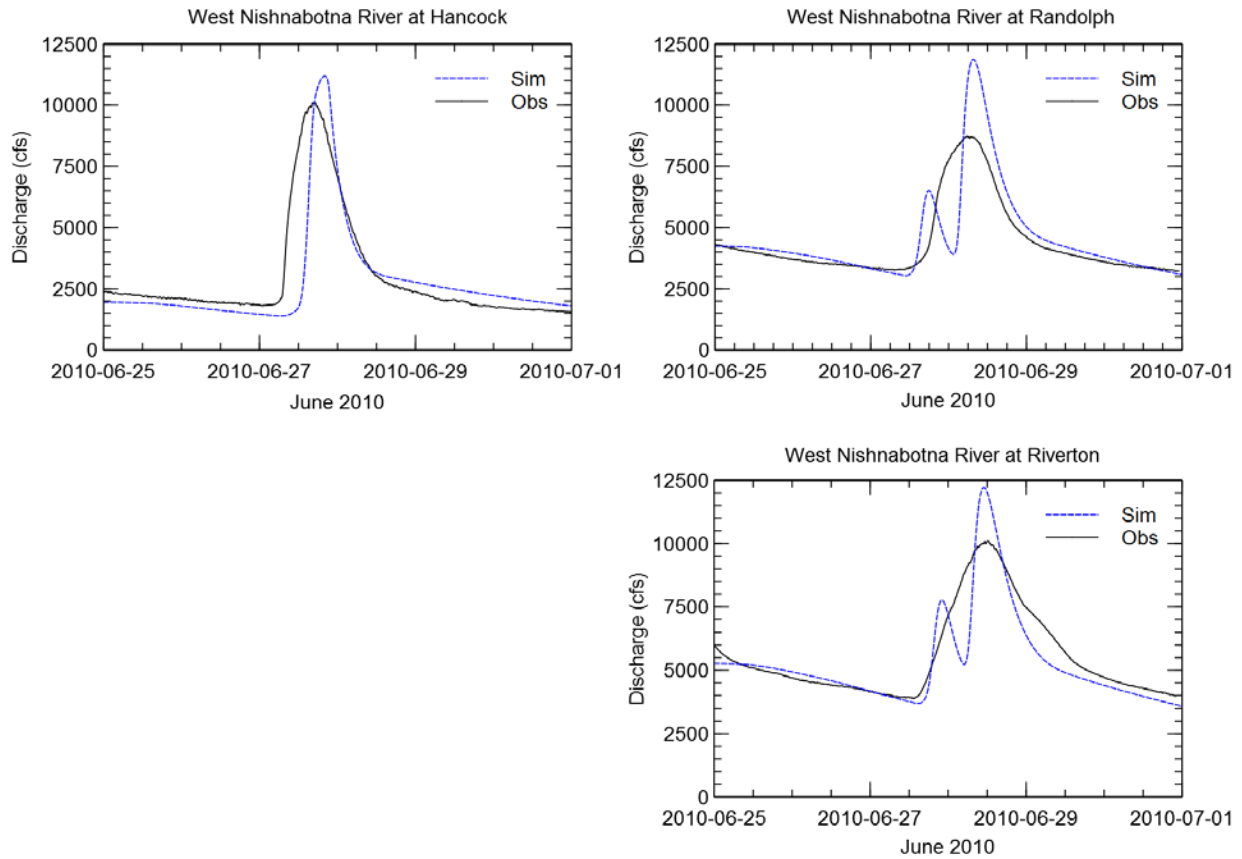 West Nishnabotna River at Hancock
12500
10000
7500
5000
2500
0
Discharge (cfs)
Sim
Obs
2010-06-25 2010-06-27 2010-06-29 2010-07-01
June 2010
West Nishnabotna River at Randolph
12500
10000
7500
5000
2500
0
Discharge (cfs)
Sim
Obs
2010-06-25 2010-06-27 2010-06-29 2010-07-01
June 2010
West Nishnabotna River at Riverton
12500
10000
7500
5000
2500
0
Discharge (cfs)
Sim
Obs
2010-06-25 2010-06-27 2010-06-29 2010-07-01
June 2010